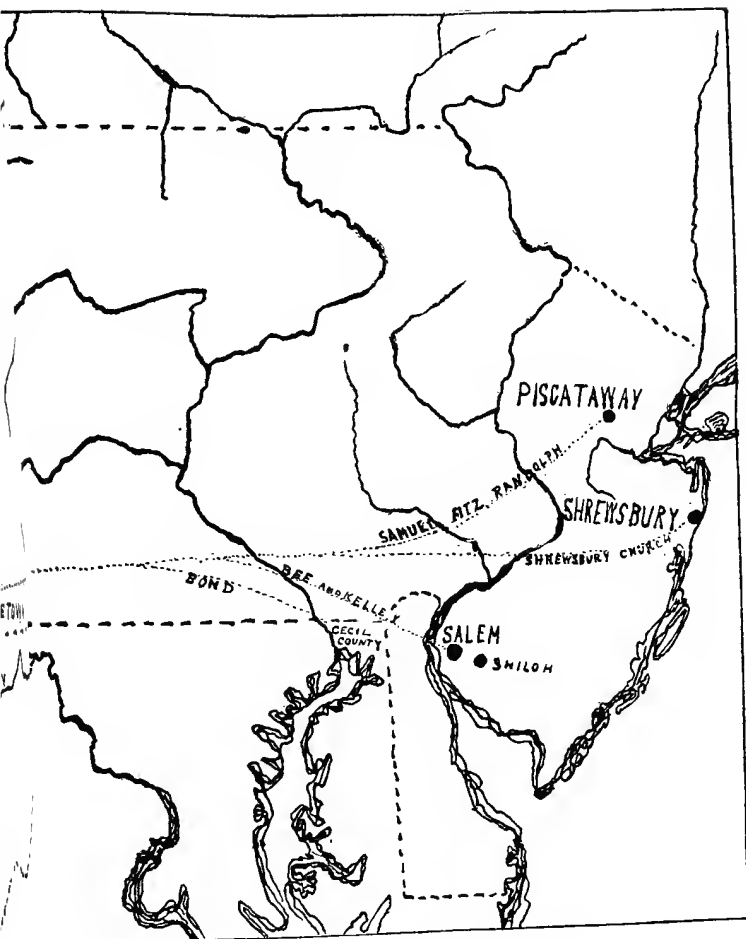 PISCATAWAY
SAMUEL FITZ RANDOLPH
SHREWSBURY
SHREWSBURY CHURCH
BEE AND KELLEY
BOND
CECIL
COUNTY
SALEM
SHILOH